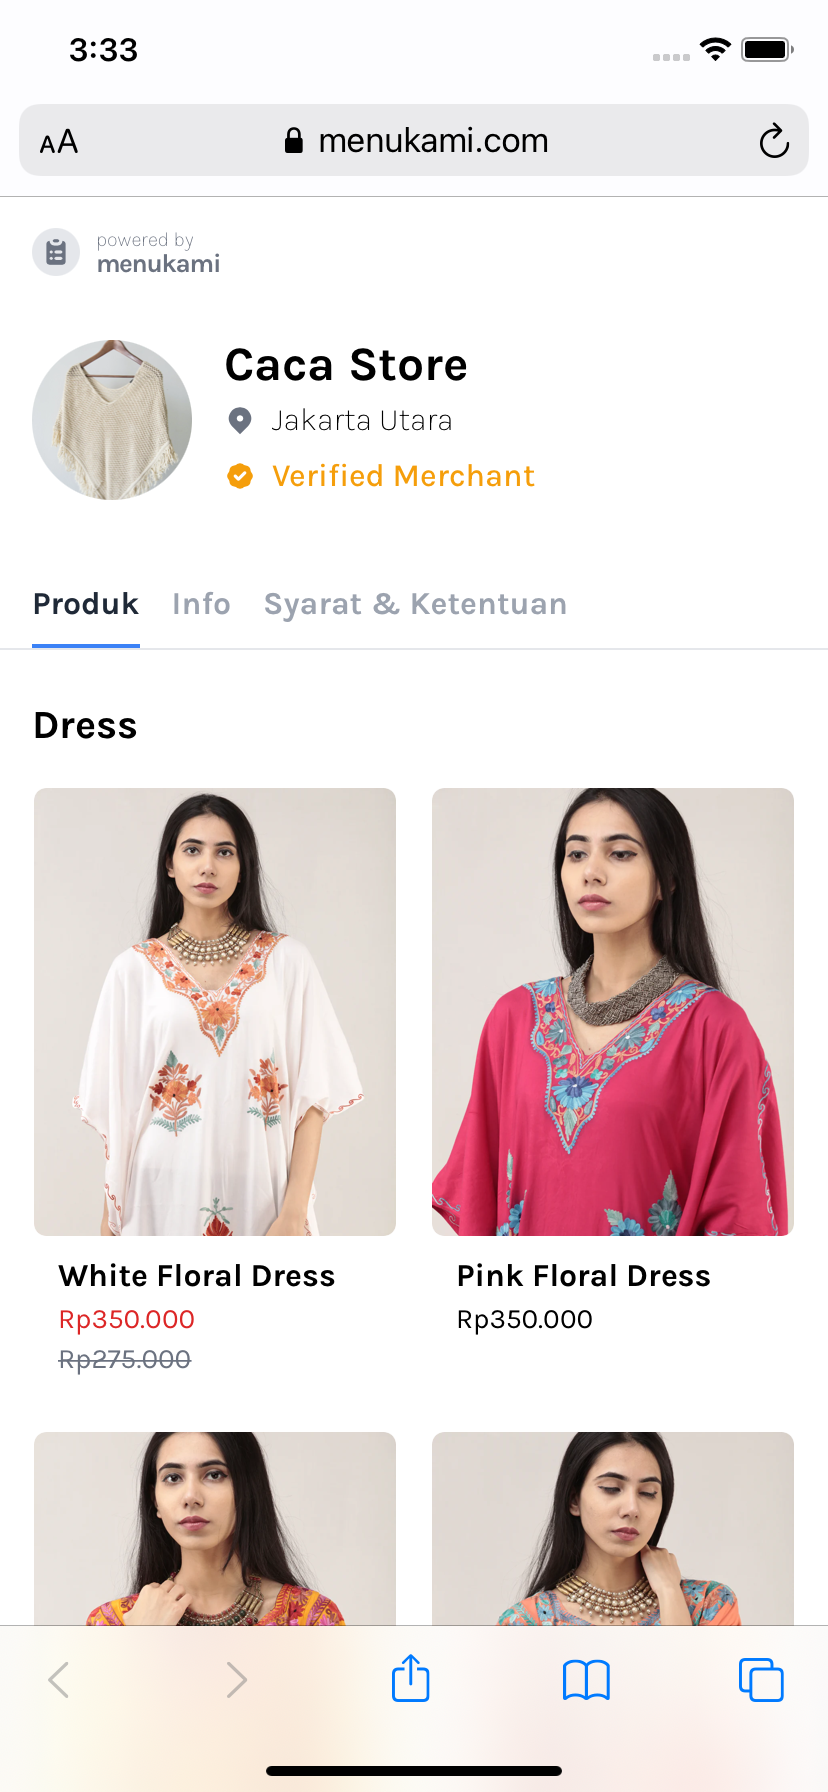 3:33
AA
menukami.com
powered by
menukami
Caca Store
Jakarta Utara
Verified Merchant
Produk Info Syarat & Ketentuan
Dress
White Floral Dress
Rp350.000
Rp275.000
Pink Floral Dress
Rp350.000